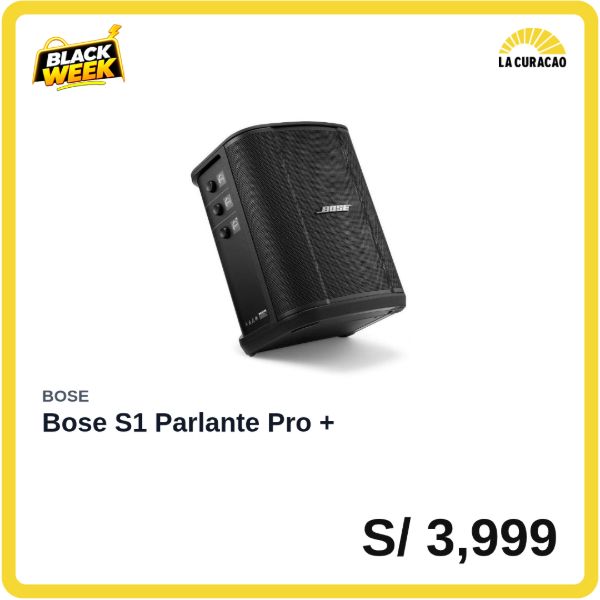 BLACK
WEEK
LA CURACAO
BOSE
BOSE
Bose S1 Parlante Pro +
S/ 3,999